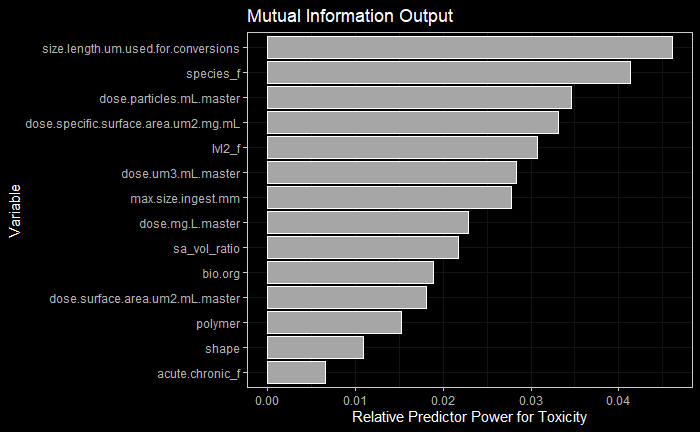 Mutual Information Output
size.length.um.used.for.conversions
species_f
dose.particles.mL.master
dose.specific.surface.area.um2.mg.mL
lvl2_f
dose.um3.mL.master
max.size.ingest.mm
dose.mg.L.master
sa_vol_ratio
bio.org
dose.surface.area.um2.mL.master
polymer
shape
acute.chronic_f
Variable
0.00 0.01 0.02 0.03 0.04
Relative Predictor Power for Toxicity